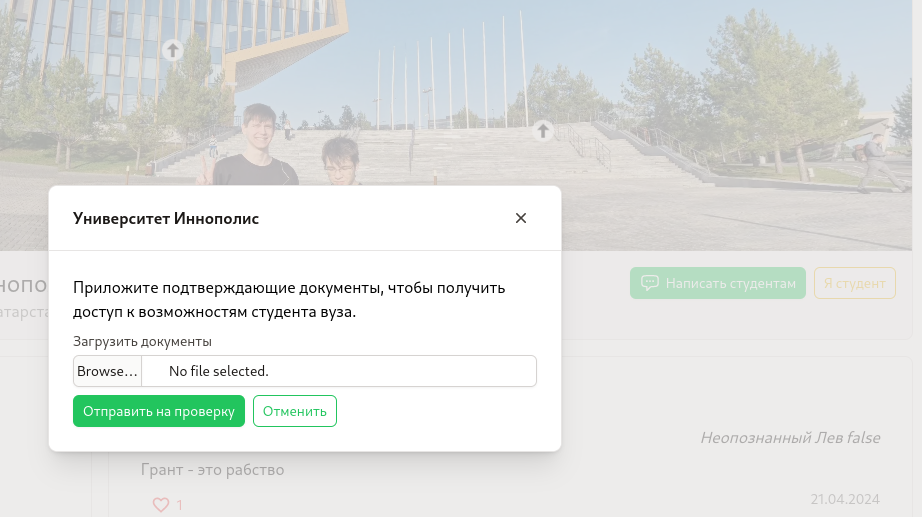 Университет Иннополис
Приложите подтверждающие документы, чтобы получить
доступ к возможностям студента вуза.
Загрузить документы
Browse... No file selected.
Отправить на проверку Отменить
Написать студентам Я студент
Неопознанный Лев false
Грант - это рабство
1
21.04.2024